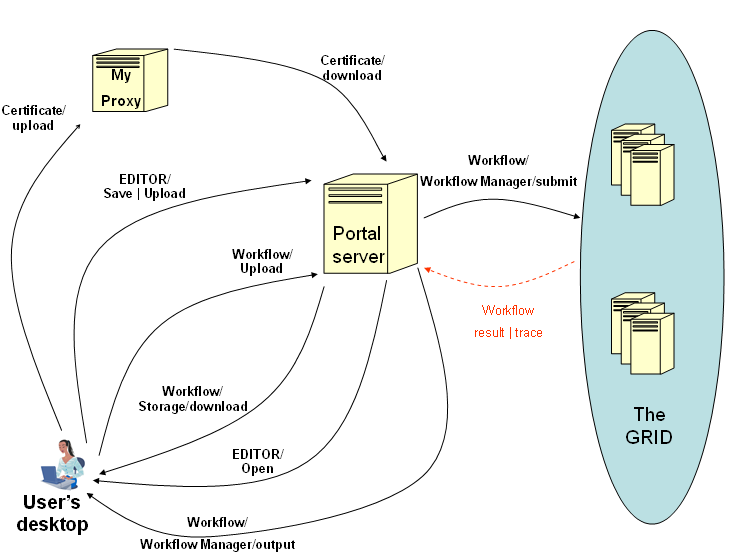 Certificate/
download
My
Proxy
Certificate/
upload
Workflow/
Workflow Manager/submit
EDITOR/
Save | Upload
Portal
server
Workflow/
Upload
Workflow
result | trace
Workflow/
Storage/download
The
GRID
EDITOR/
Open
User's
desktop
Workflow/
Workflow Manager/output